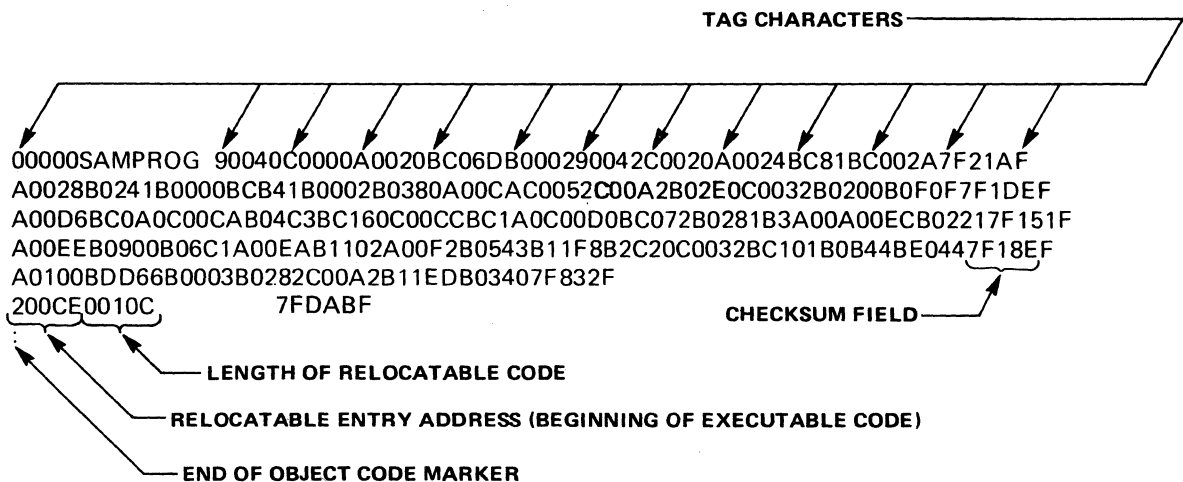 TAG CHARACTERS
00000SAMPROG 90040C0000A0020BC06DB000290042C0020A0024BC81BC002A7F21AF
A0028B0241B0000BCB41B0002B0380A00CAC0052C00A2B02E0C0032B0200B0F0F7F1DEF
A00D6BC0A0C00CAB04C3BC160C00CCBC1A0C00D0BC072B0281B3A00A00ECB02217F151F
A00EEB0900B06C1A00EAB1102A00F2B0543B11F8B2C20C0032BC101B0B44BE0447F18EF
A0100BDD66B0003B0282C00A2B11EDB03407F832F
200CE0010C 7FDABF
CHECKSUM FIELD
:
LENGTH OF RELOCATABLE CODE
RELOCATABLE ENTRY ADDRESS (BEGINNING OF EXECUTABLE CODE)
END OF OBJECT CODE MARKER